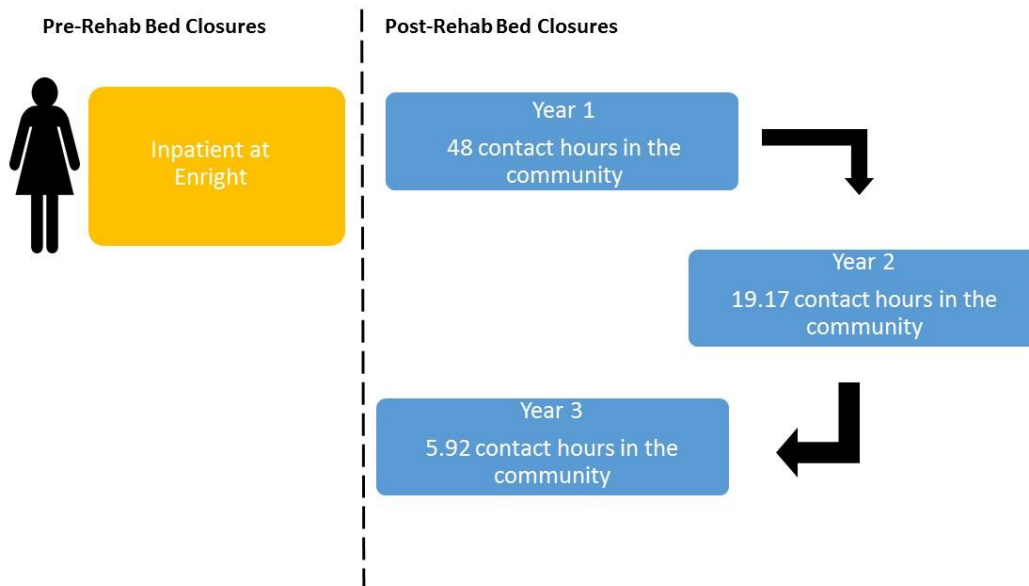 Pre-Rehab Bed Closures
Post-Rehab Bed Closures
Inpatient at
Enright
Year 1
48 contact hours in the
community
Year 2
19.17 contact hours in the
community
Year 3
5.92 contact hours in the
community